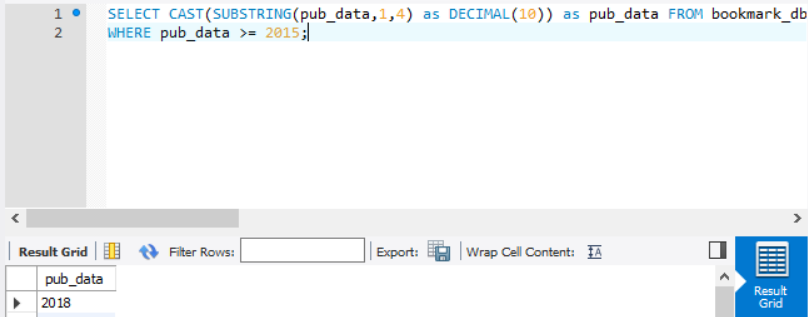 1 SELECT CAST(SUBSTRING(pub_data,1,4) as DECIMAL(10)) as pub_data FROM bookmark_db
2 WHERE pub_data >= 2015;
Result Grid Filter Rows: Export: Wrap Cell Content: IA
pub_data
2018
Result
Grid